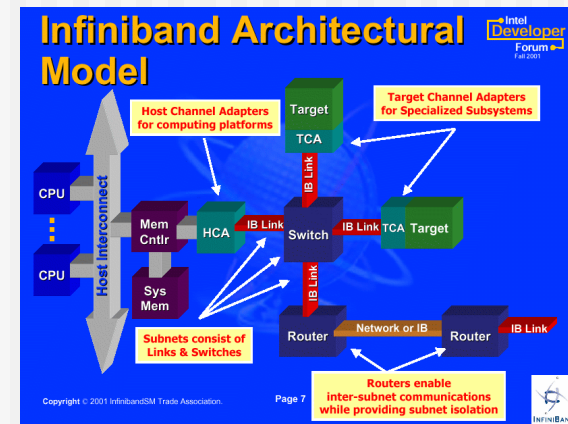 Infiniband Architectural
Model
Intel
Developer
Forum
Fall 2001
Host Channel Adapters
for computing platforms
Target
TCA
Target Channel Adapters
for Specialized Subsystems
IB Link
CPU
CPU
Host Interconnect
Mem
Cntlr
HCA
IB Link
Switch
IB Link
TCA
Target
Sys
Mem
IB Link
Subnets consist of
Links & Switches
Router
Network or IB
Router
IB Link
Routers enable
inter-subnet communications
while providing subnet isolation
Copyright © 2001 InfinibandSM Trade Association.
Page 7
INFINIBAN